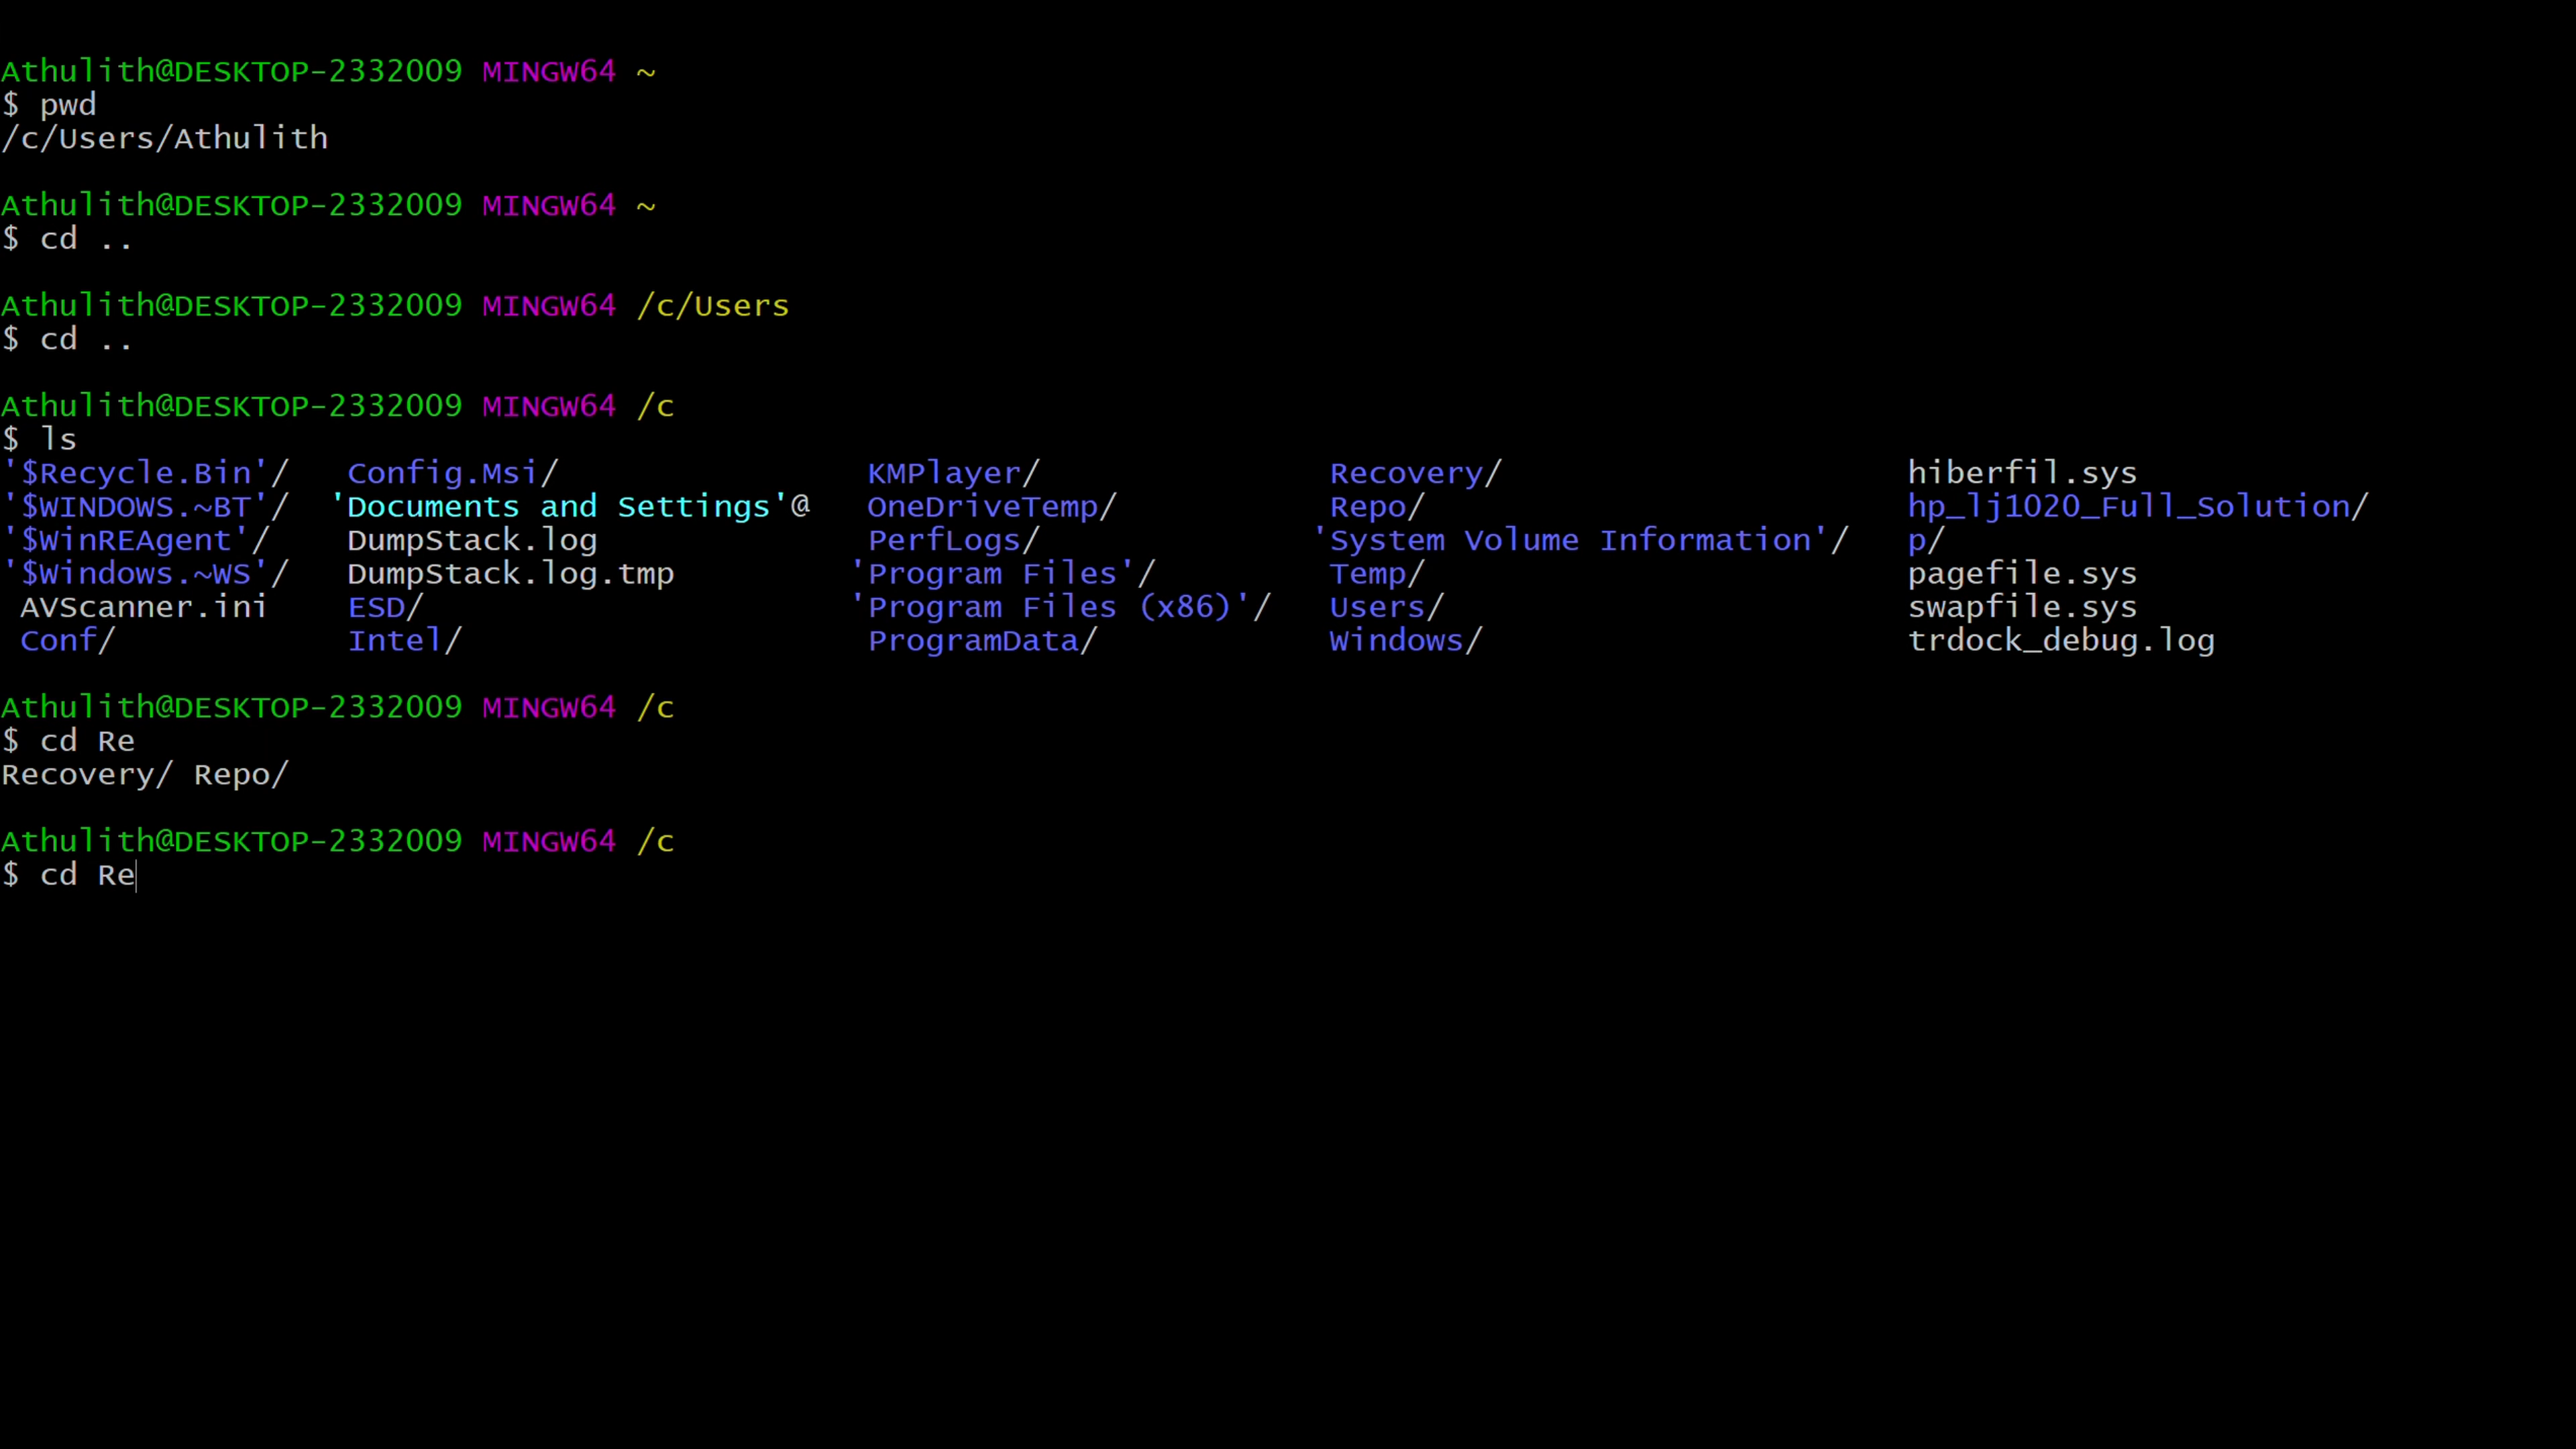 Athulith@DESKTOP-2332009 MINGW64 ~
$ pwd
/c/Users/Athulith
Athulith@DESKTOP-2332009 MINGW64 ~
$ cd ..
Athulith@DESKTOP-2332009 MINGW64 /c/Users
$ cd ..
Athulith@DESKTOP-2332009 MINGW64 /c
$ ls
'$Recycle.Bin'/   Config.Msi/                KMPlayer/               Recovery/                     hiberfil.sys
'$WINDOWS.~BT'/  'Documents and Settings'@   OneDriveTemp/           Repo/                         hp_lj1020_Full_Solution/
'$WinREAgent'/    DumpStack.log              PerfLogs/              'System Volume Information'/   p/
'$Windows.~WS'/   DumpStack.log.tmp         'Program Files'/         Temp/                         pagefile.sys
 AVScanner.ini    ESD/                      'Program Files (x86)'/   Users/                        swapfile.sys
 Conf/            Intel/                     ProgramData/            Windows/                      trdock_debug.log
Athulith@DESKTOP-2332009 MINGW64 /c
$ cd Re
Recovery/ Repo/
Athulith@DESKTOP-2332009 MINGW64 /c
$ cd Re